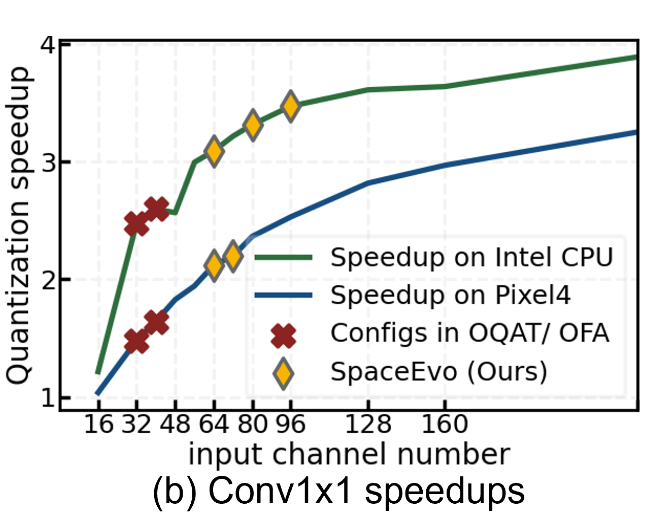 Quantization speedup
4
3
2
1
Speedup on Intel CPU
Speedup on Pixel4
Configs in OQAT/ OFA
SpaceEvo (Ours)
16 32 48 64 80 96 128 160
input channel number
(b) Conv1x1 speedups